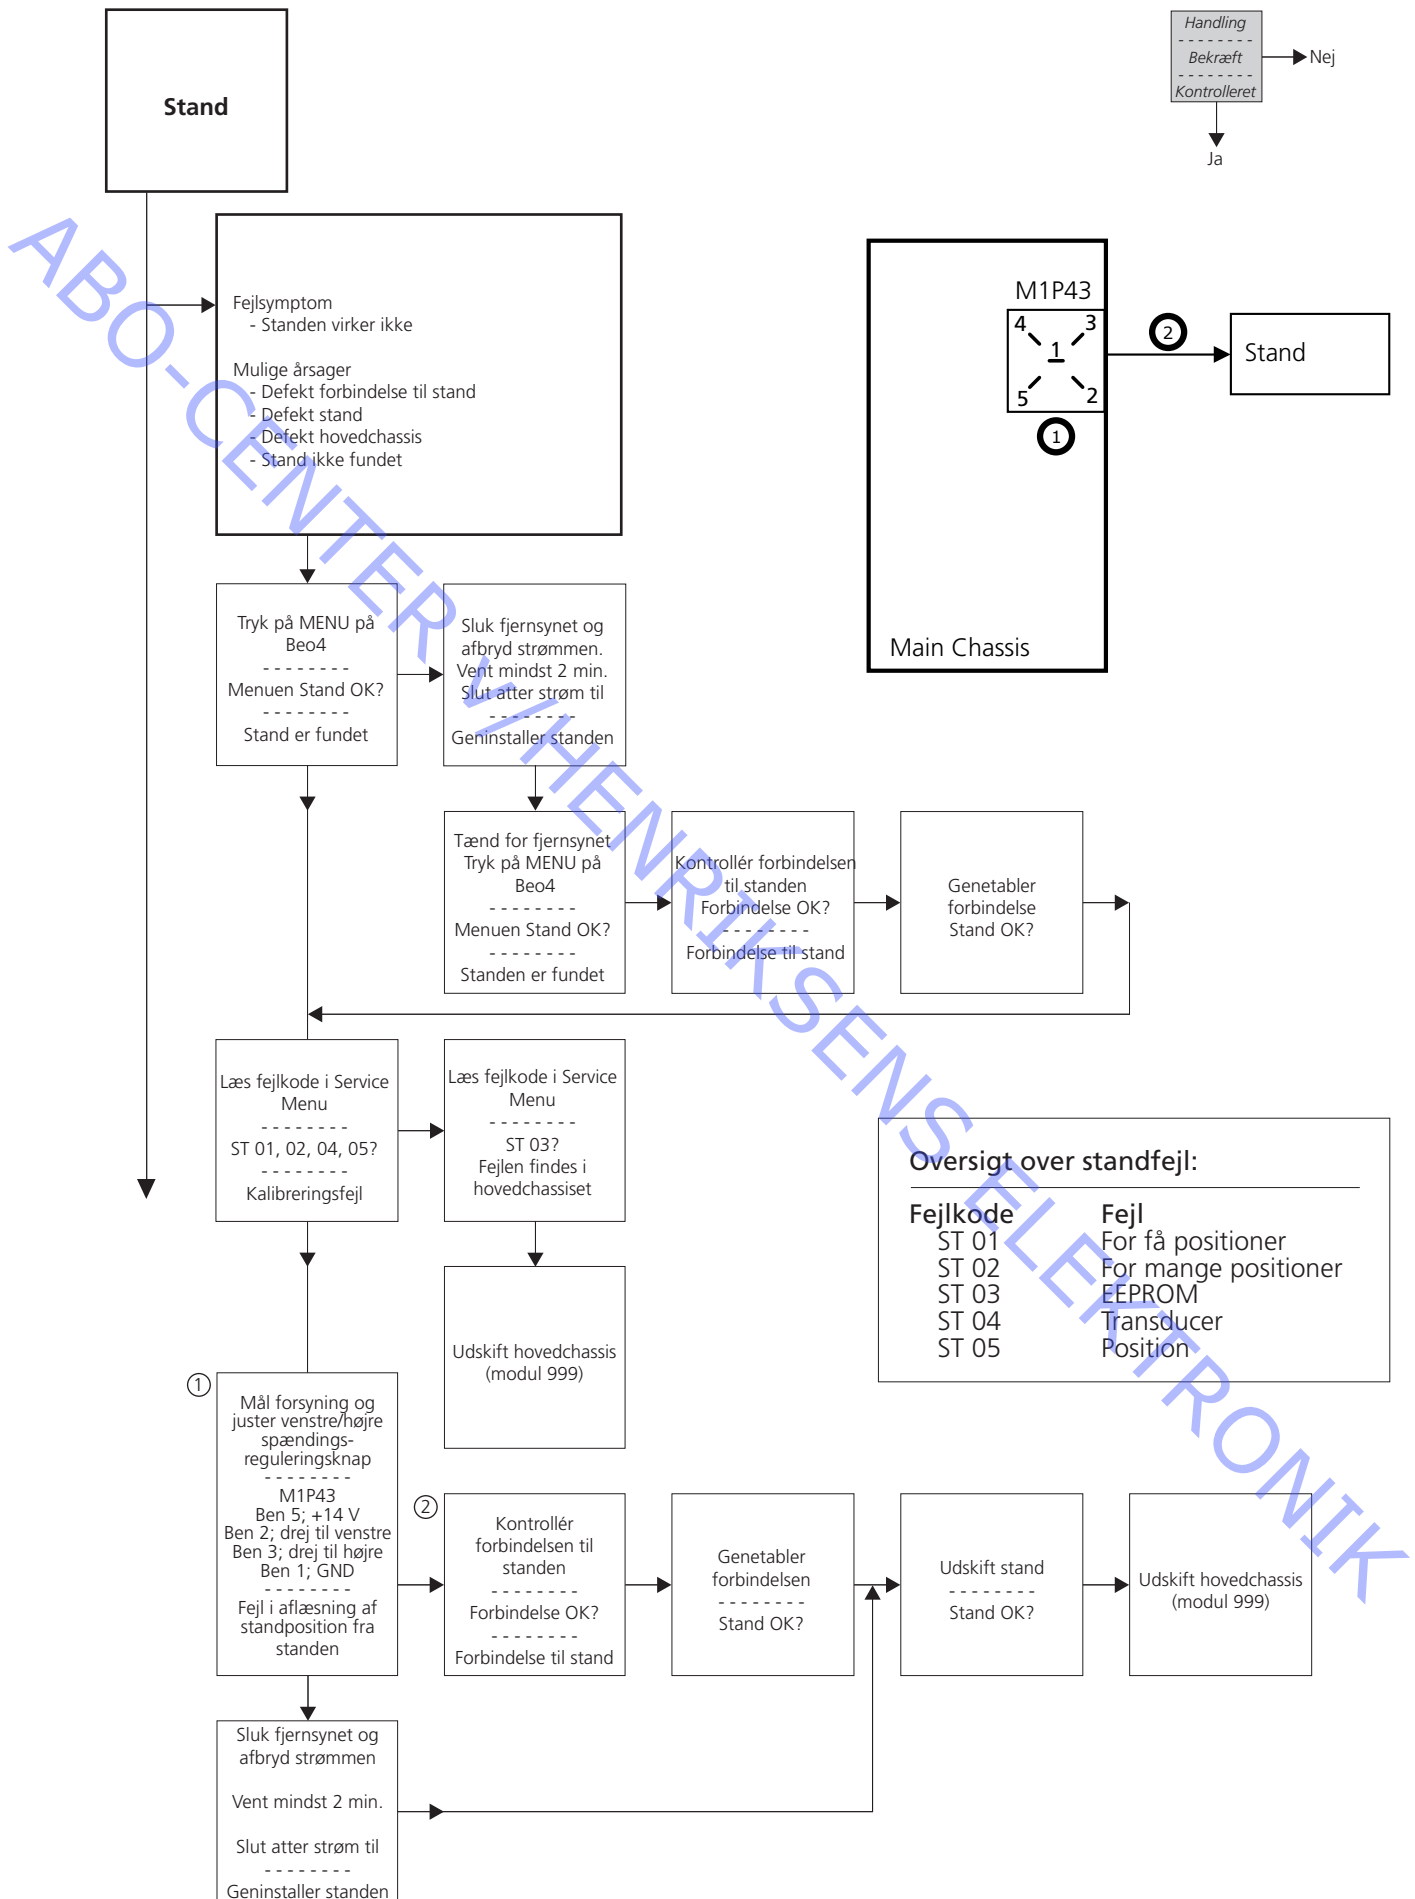 Stand
Handling
--------
Bekræft
--------
Kontrolleret
Nej
Ja
Fejlsymptom
- Standen virker ikke
Mulige årsager
- Defekt forbindelse til stand
- Defekt stand
- Defekt hovedchassis
- Stand ikke fundet
M1P43
4
3
1
5
2
1
2
Stand
Main Chassis
Tryk på MENU på
Beo4
--------
Menuen Stand OK?
--------
Stand er fundet
Sluk fjernsynet og
afbryd strømmen.
Vent mindst 2 min.
Slut atter strøm til
--------
Geninstaller standen
Tænd for fjernsynet
Tryk på MENU på
Beo4
--------
Menuen Stand OK?
--------
Standen er fundet
Kontrollér forbindelsen
til standen
Forbindelse OK?
--------
Forbindelse til stand
Genetabler
forbindelse
Stand OK?
Læs fejlkode i Service
Menu
--------
ST 01, 02, 04, 05?
--------
Kalibreringsfejl
Læs fejlkode i Service
Menu
--------
ST 03?
Fejlen findes i
hovedchassiset
Udskift hovedchassis
(modul 999)
Oversigt over standfejl:
Fejlkode Fejl
ST 01 For få positioner
ST 02 For mange positioner
ST 03 EEPROM
ST 04 Transducer
ST 05 Position
1
Mål forsyning og
juster venstre/højre
spændings-
reguleringsknap
--------
M1P43
Ben 5; +14 V
Ben 2; drej til venstre
Ben 3; drej til højre
Ben 1; GND
--------
Fejl i aflæsning af
standposition fra
standen
2
Kontrollér
forbindelsen til
standen
--------
Forbindelse OK?
--------
Forbindelse til stand
Genetabler
forbindelsen
--------
Stand OK?
Udskift stand
--------
Stand OK?
Udskift hovedchassis
(modul 999)
Sluk fjernsynet og
afbryd strømmen
Vent mindst 2 min.
Slut atter strøm til
--------
Geninstaller standen
ABO-CENTER v/HENRIKSENS ELEKTRONIK